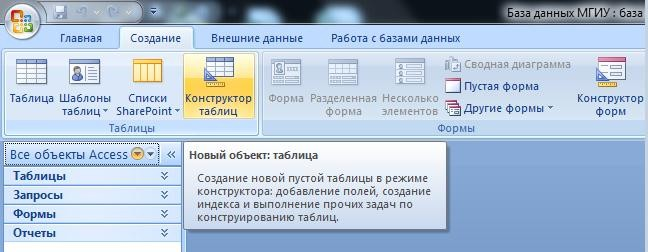 База данных МГИУ : база
Главная Создание Внешние данные Работа с базами данных
Таблица Шаблоны таблиц Списки SharePoint Конструктор таблиц
Таблицы
Форма Разделенная форма Несколько элементов
Сводная диаграмма
Пустая форма
Другие формы
Конструктор форм
Формы
Все объекты Access
Таблицы
Запросы
Формы
Отчеты
Новый объект: таблица
Создание новой пустой таблицы в режиме
конструктора: добавление полей, создание
индекса и выполнение прочих задач по
конструированию таблиц.